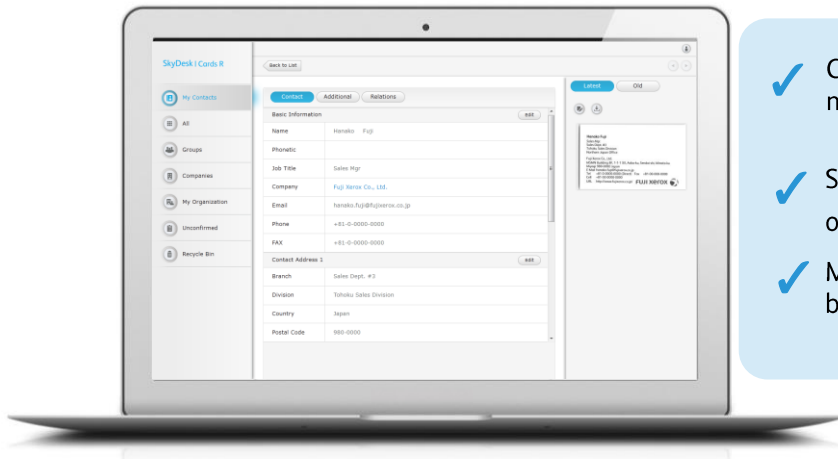 SkyDesk | Cards R
Back to List
My Contacts
All
Groups
Companies
My Organization
Unconfirmed
Recycle Bin
Contact
Additional
Relations
Basic Information
edit
Name
Hanako Fuji
Phonetic
Job Title
Sales Mgr
Company
Fuji Xerox Co., Ltd.
Email
hanako.fuji@fujixerox.co.jp
Phone
+81-0-0000-0000
FAX
+81-0-0000-0000
Contact Address 1
edit
Branch
Sales Dept. #2
Division
Tohoku Sales Division
Country
Japan
Postal Code
980-0000
Latest
Old
Hanako Fuji
FUJI XEROX
S
o
M
b